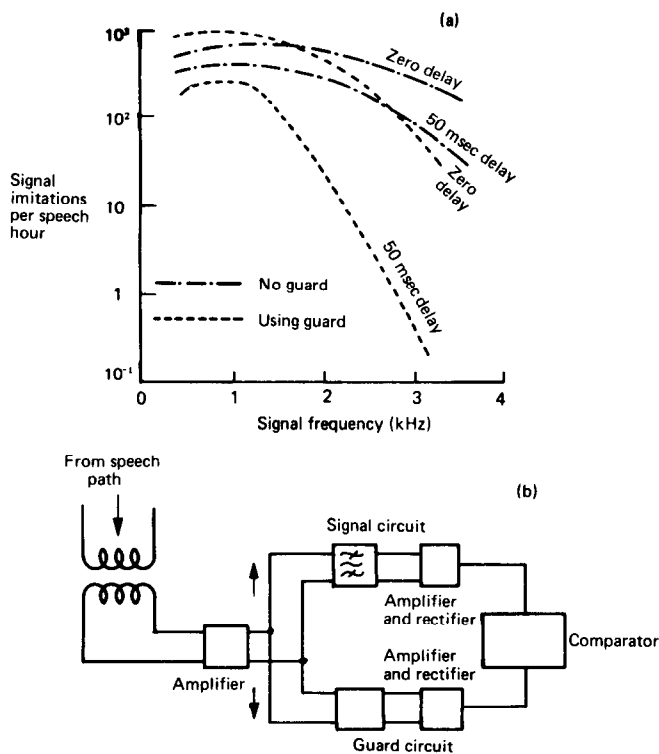 (a)
10³
10²
10
1
10⁻¹
Signal
imitations
per speech
hour
Zero delay
50 msec delay
Zero
delay
50 msec delay
No guard
Using guard
0
1
2
3
4
Signal frequency (kHz)
From speech
path
(b)
Signal circuit
Amplifier
and rectifier
Comparator
Amplifier
and rectifier
Amplifier
Guard circuit